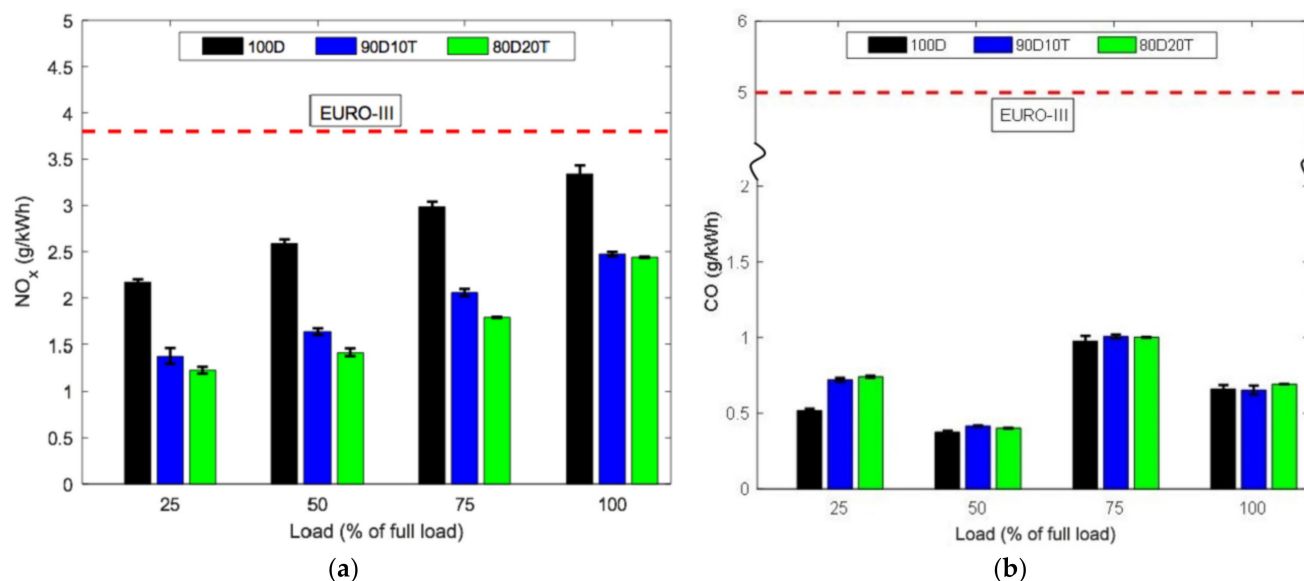 5
4.5
4
3.5
3
2.5
2
1.5
1
0.5
0
NOx (g/kWh)
100D 90D10T 80D20T
EURO-III
25 50 75 100
Load (% of full load)
(a)
6
5
2
1.5
1
0.5
0
CO (g/kWh)
100D 90D10T 80D20T
EURO-III
25 50 75 100
Load (% of full load)
(b)